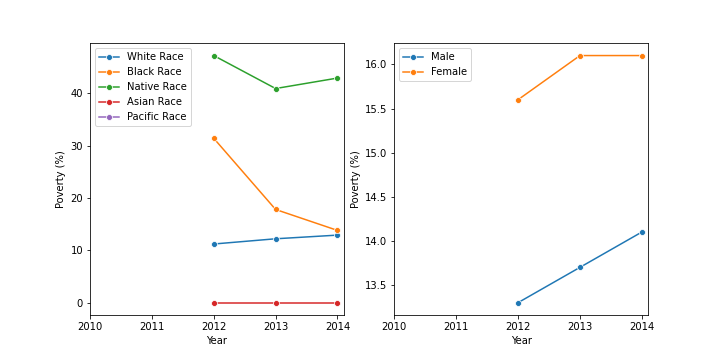 White Race
Black Race
Native Race
Asian Race
Pacific Race
Poverty (%)
40
30
20
10
0
2010 2011 2012 2013 2014
Year
Male
Female
Poverty (%)
16.0
15.5
15.0
14.5
14.0
13.5
2010 2011 2012 2013 2014
Year